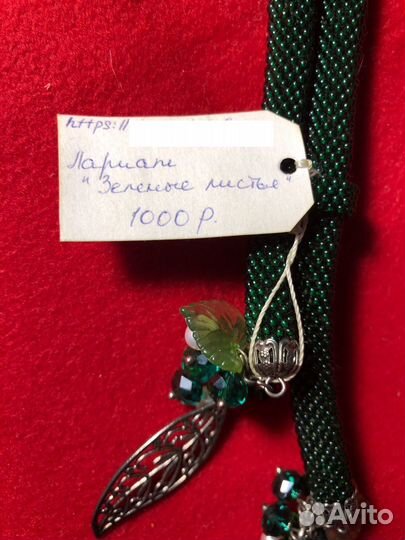 https://
Лариат
"Зеленые листья"
1000 р.
Avito